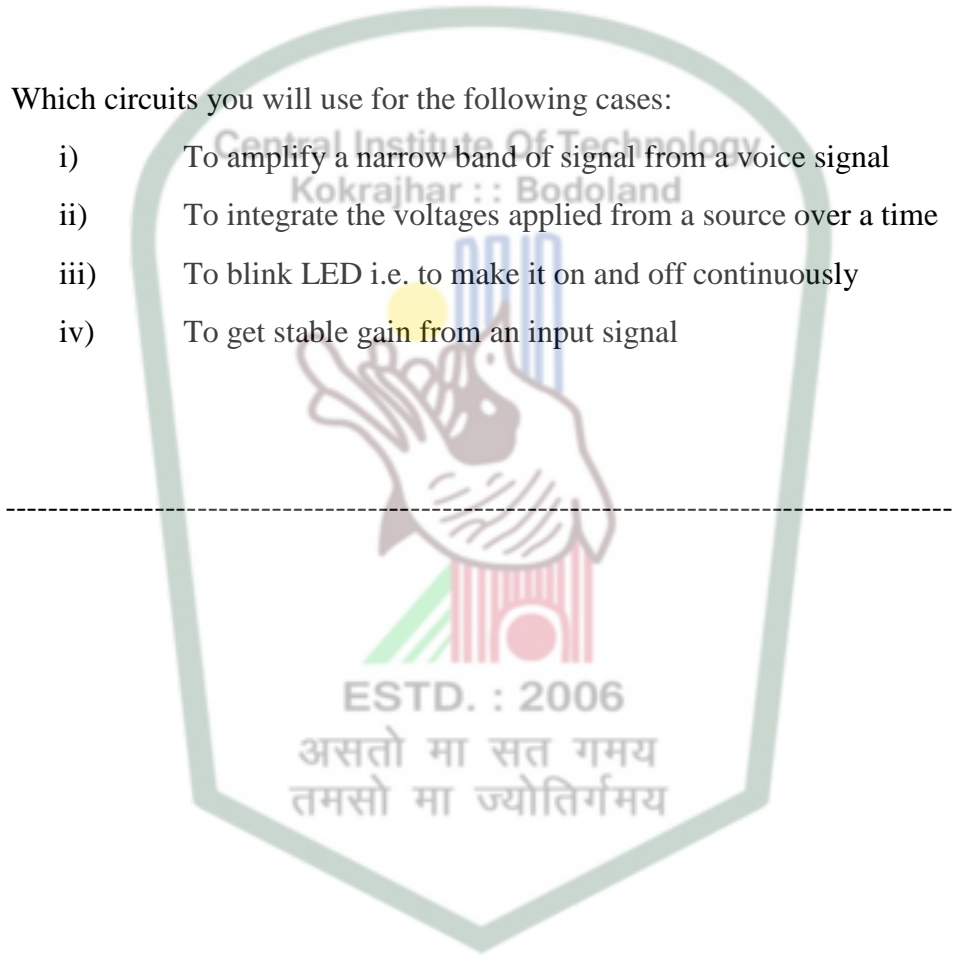 Which circuits you will use for the following cases:
Central Institute Of Technology
i) To amplify a narrow band of signal from a voice signal
Kokrajhar : : Bodoland
ii) To integrate the voltages applied from a source over a time
iii) To blink LED i.e. to make it on and off continuously
iv) To get stable gain from an input signal
------------------------------------------------------------------------------------------
ESTD. : 2006
असतो मा सत गमय
तमसो मा ज्योतिर्गमय